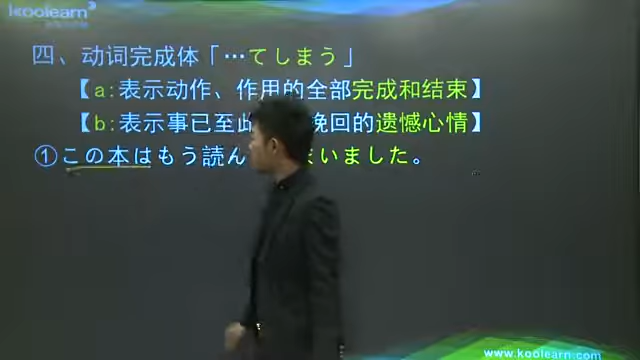 koolearn
四、动词完成体「…てしまう」
【a:表示动作、作用的全部完成和结束】
【b:表示事已至此 挽回的遗憾心情】
①この本はもう読ん まいました。
www.koolearn.com